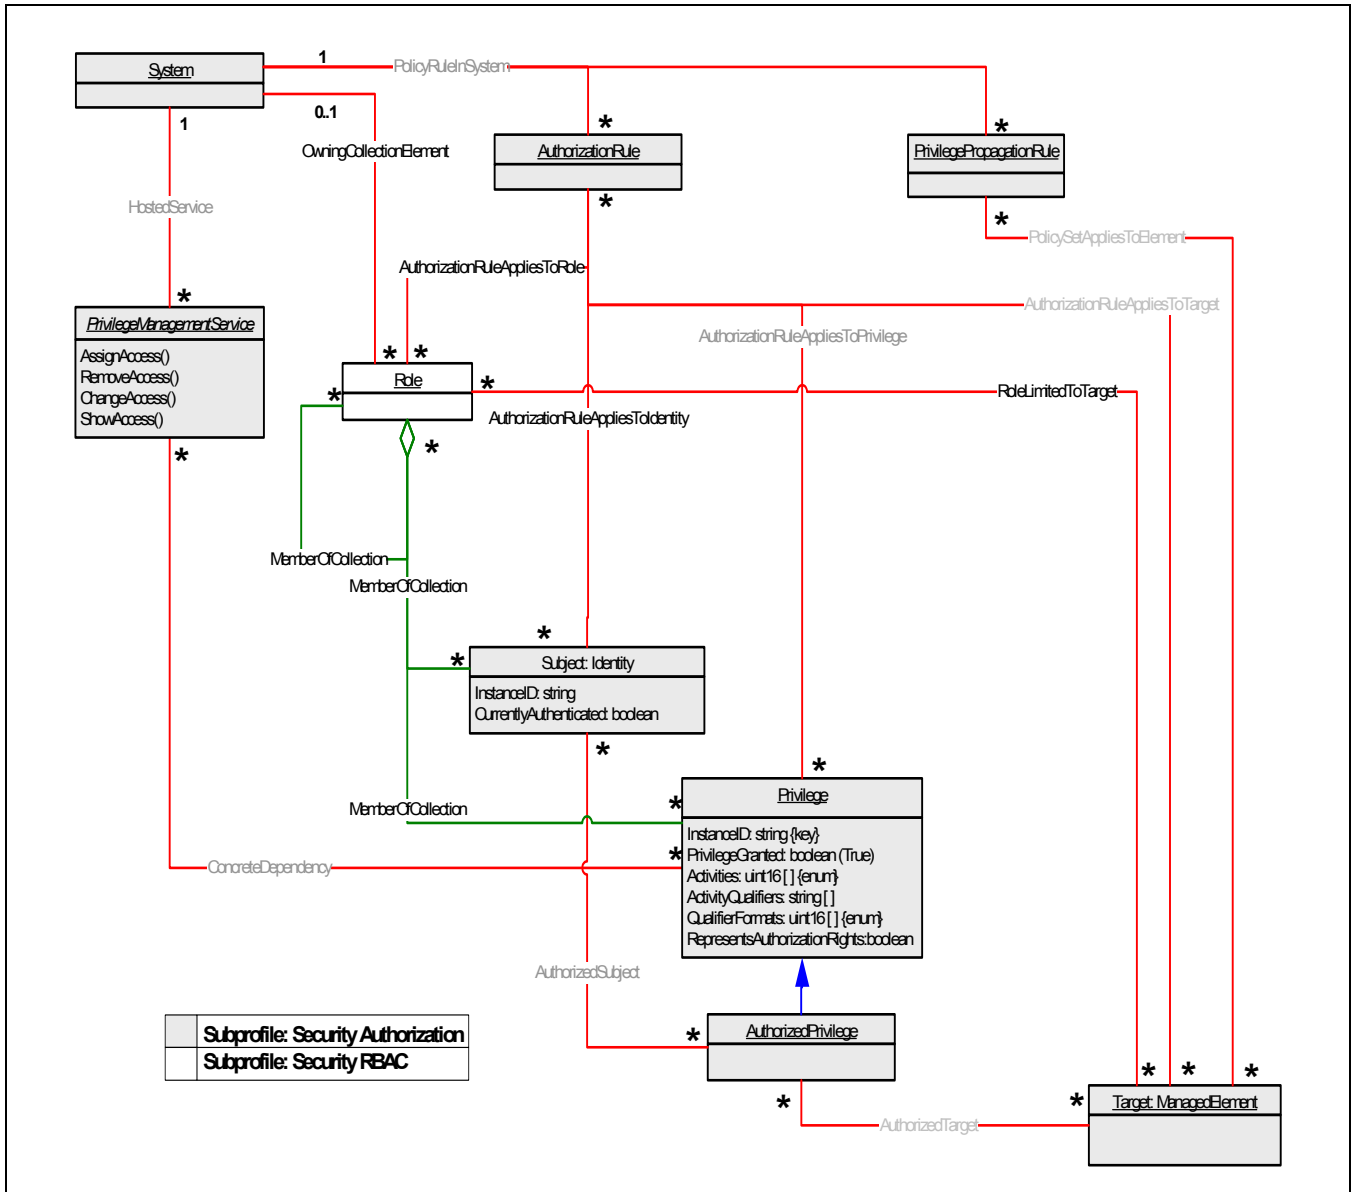 System
1
PolicyRuleInSystem
0..1
1
*
*
OwningCollectionElement
AuthorizationRule
PrivilegePropagationRule
*
*
HostedService
PolicySetAppliesToElement
AuthorizationRuleAppliesToRole
*
AuthorizationRuleAppliesToTarget
PrivilegeManagementService
AuthorizationRuleAppliesToPrivilege
AssignAccess()
RemoveAccess()
ChangeAccess()
ShowAccess()
*
*
Role
*
*
RoleLimitedToTarget
AuthorizationRuleAppliesToIdentity
*
*
MemberOfCollection
MemberOfCollection
*
*
Subject: Identity
InstanceID: string
CurrentlyAuthenticated: boolean
*
*
MemberOfCollection
*
Privilege
InstanceID: string {key}
PrivilegeGranted: boolean (True)
Activities: uint16 [ ] {enum}
ActivityQualifiers: string [ ]
QualifierFormats: uint16 [ ] {enum}
RepresentsAuthorizationRights:boolean
*
ConcreteDependency
AuthorizedSubject
Subprofile: Security Authorization
Subprofile: Security RBAC
*
AuthorizedPrivilege
*
*
*
*
*
Target: ManagedElement
AuthorizedTarget